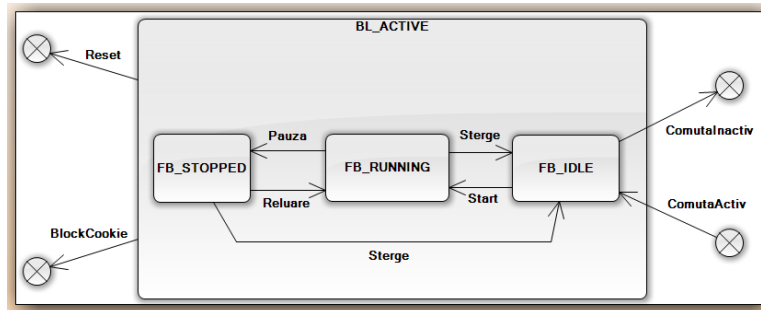 BL_ACTIVE
Reset
Pauza
Sterge
ComutaInactiv
FB_STOPPED
FB_RUNNING
FB_IDLE
Reluare
Start
ComutaActiv
BlockCookie
Sterge